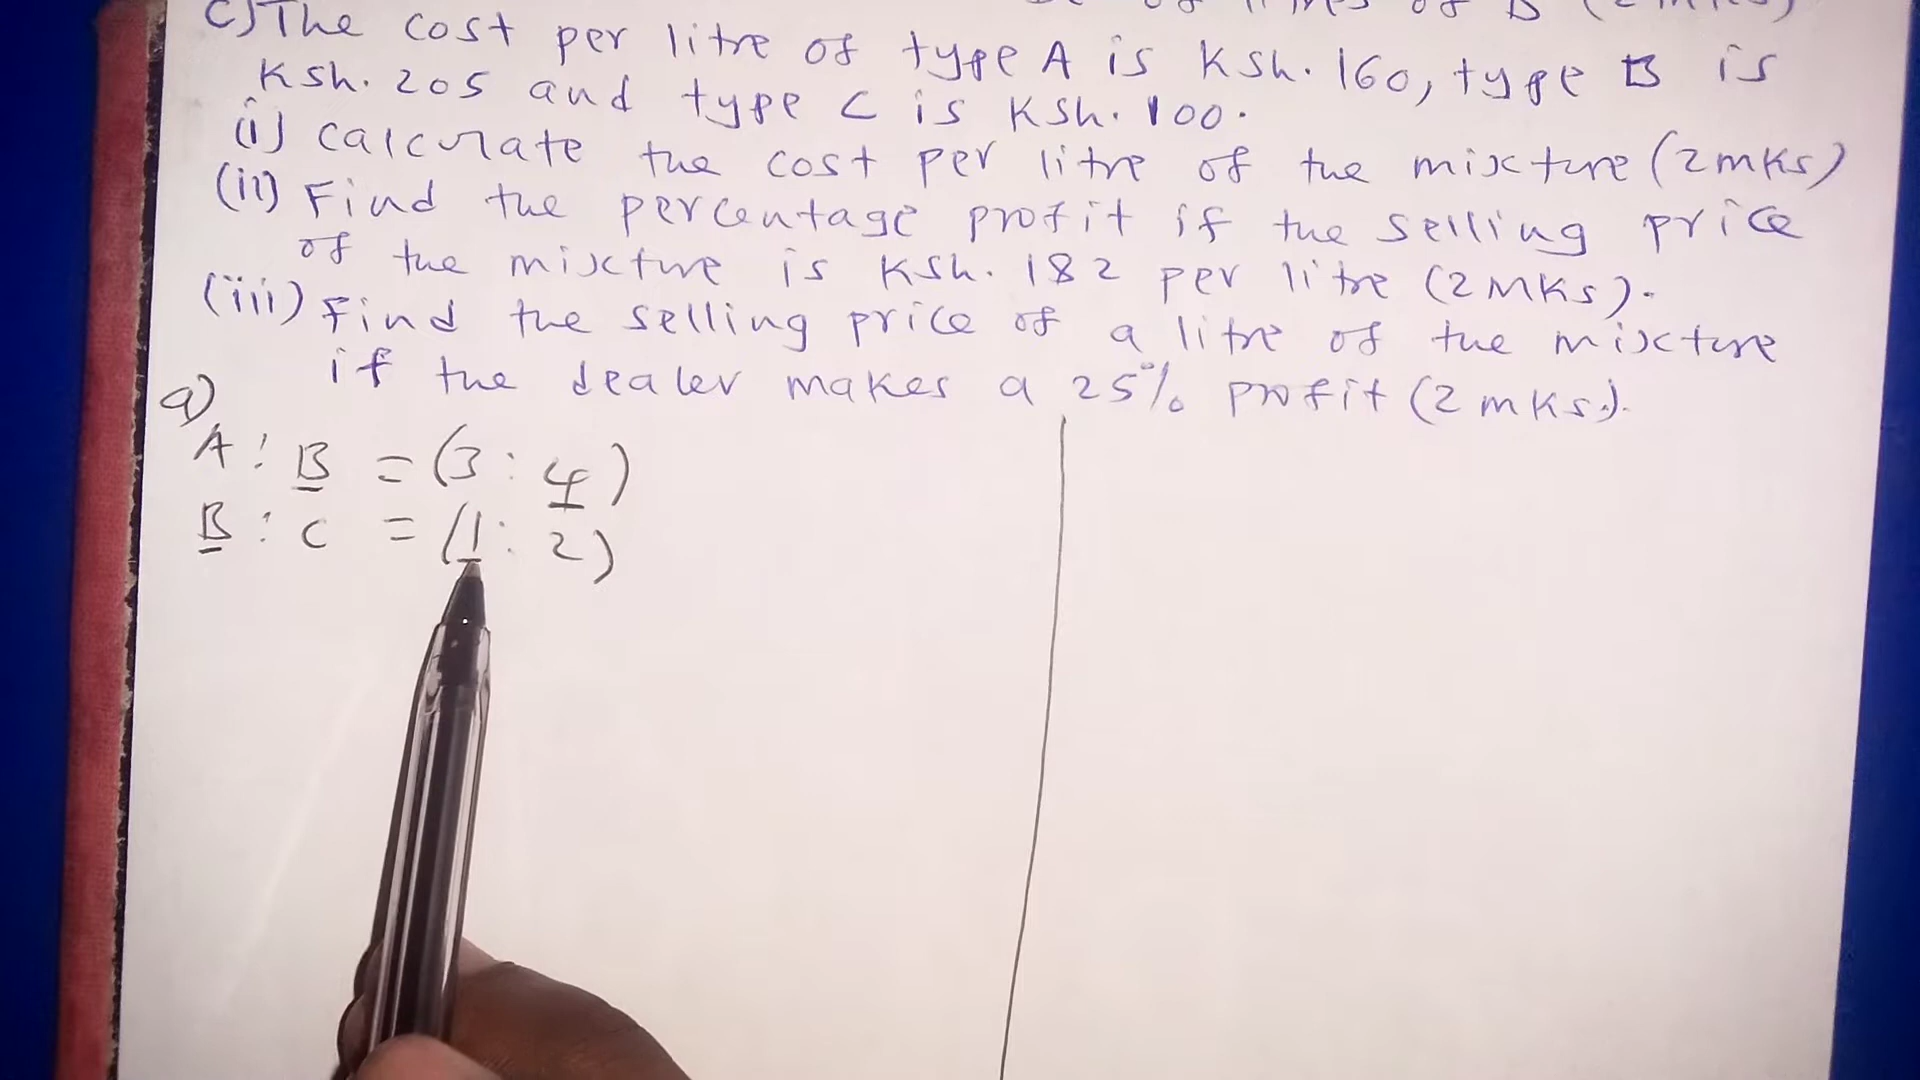 C) The cost per litre of type A is Ksh. 160, type B is
Ksh. 205 and type C is Ksh. 100.
(i) calculate the cost per litre of the mixture (2mks)
(ii) Find the percentage profit if the selling price
of the mixture is Ksh. 182 per litre (2mks).
(iii) Find the selling price of a litre of the mixture
if the dealer makes a 25% profit (2mks).
a)
A : B = (3 : 4)
B : C = (1 : 2)